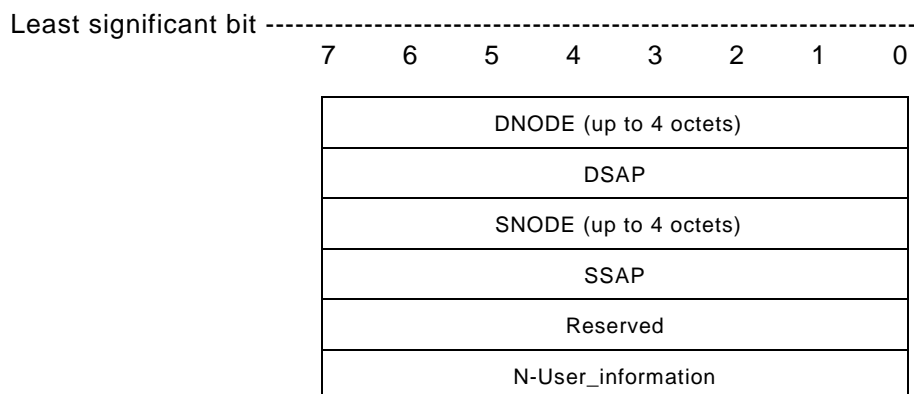 Least significant bit -----------------------------------------------------------------
7 6 5 4 3 2 1 0
DNODE (up to 4 octets)
DSAP
SNODE (up to 4 octets)
SSAP
Reserved
N-User_information